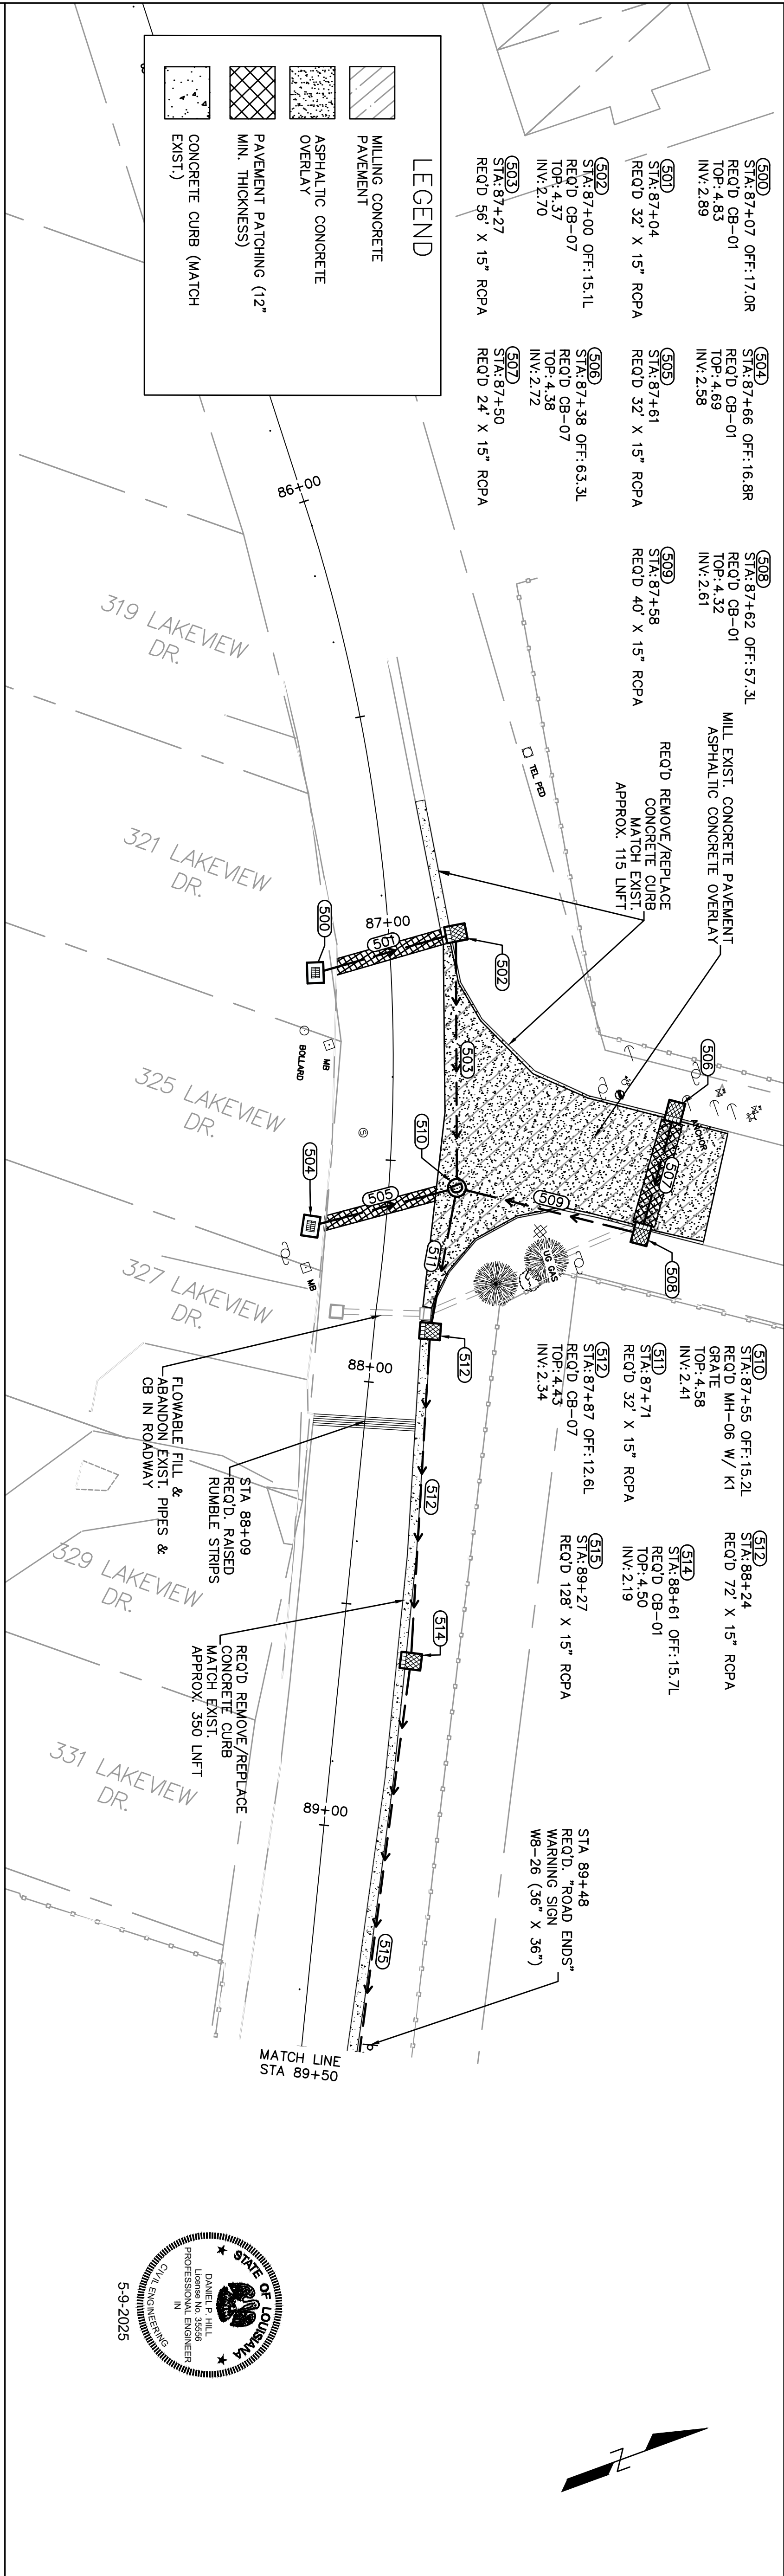 LEGEND
MILLING CONCRETE
PAVEMENT
ASPHALTIC CONCRETE
OVERLAY
PAVEMENT PATCHING (12"
MIN. THICKNESS)
CONCRETE CURB (MATCH
EXIST.)
500
STA:87+07 OFF:17.0R
REQ'D CB-01
TOP:4.83
INV:2.89
501
STA:87+04
REQ'D 32' X 15" RCPA
502
STA:87+00 OFF:15.1L
REQ'D CB-07
TOP:4.37
INV:2.70
503
STA:87+27
REQ'D 56' X 15" RCPA
504
STA:87+66 OFF:16.8R
REQ'D CB-01
TOP:4.69
INV:2.58
505
STA:87+61
REQ'D 32' X 15" RCPA
506
STA:87+38 OFF:63.3L
REQ'D CB-07
TOP:4.38
INV:2.72
507
STA:87+50
REQ'D 24' X 15" RCPA
508
STA:87+62 OFF:57.3L
REQ'D CB-01
TOP:4.32
INV:2.61
509
STA:87+58
REQ'D 40' X 15" RCPA
MILL EXIST. CONCRETE PAVEMENT
ASPHALTIC CONCRETE OVERLAY
REQ'D REMOVE/REPLACE
CONCRETE CURB
MATCH EXIST.
APPROX. 115 LNFT
510
STA:87+55 OFF:15.2L
REQ'D MH-06 W/ K1
GRATE
TOP:4.58
INV:2.41
511
STA:87+71
REQ'D 32' X 15" RCPA
512
STA:87+87 OFF:12.6L
REQ'D CB-07
TOP:4.43
INV:2.34
512
STA:88+24
REQ'D 72' X 15" RCPA
514
STA:88+61 OFF:15.7L
REQ'D CB-01
TOP:4.50
INV:2.19
515
STA:89+27
REQ'D 128' X 15" RCPA
STA 89+48
REQ'D. "ROAD ENDS"
WARNING SIGN
W8-26 (36" X 36")
TEL PED
506
507
ANCHOR
508
509
UG GAS
502
503
510
511
512
512
514
515
86+00
87+00
88+00
89+00
501
505
S
D
500
504
MB
BOLLARD
MB
319 LAKEVIEW
DR.
321 LAKEVIEW
DR.
325 LAKEVIEW
DR.
327 LAKEVIEW
DR.
329 LAKEVIEW
DR.
331 LAKEVIEW
DR.
FLOWABLE FILL &
ABANDON EXIST. PIPES &
CB IN ROADWAY
STA 88+09
REQ'D. RAISED
RUMBLE STRIPS
REQ'D REMOVE/REPLACE
CONCRETE CURB
MATCH EXIST.
APPROX. 350 LNFT
MATCH LINE
STA 89+50
STATE OF LOUISIANA
DANIEL P. HILL
License No. 35556
PROFESSIONAL ENGINEER
IN
CIVIL ENGINEERING
5-9-2025
N